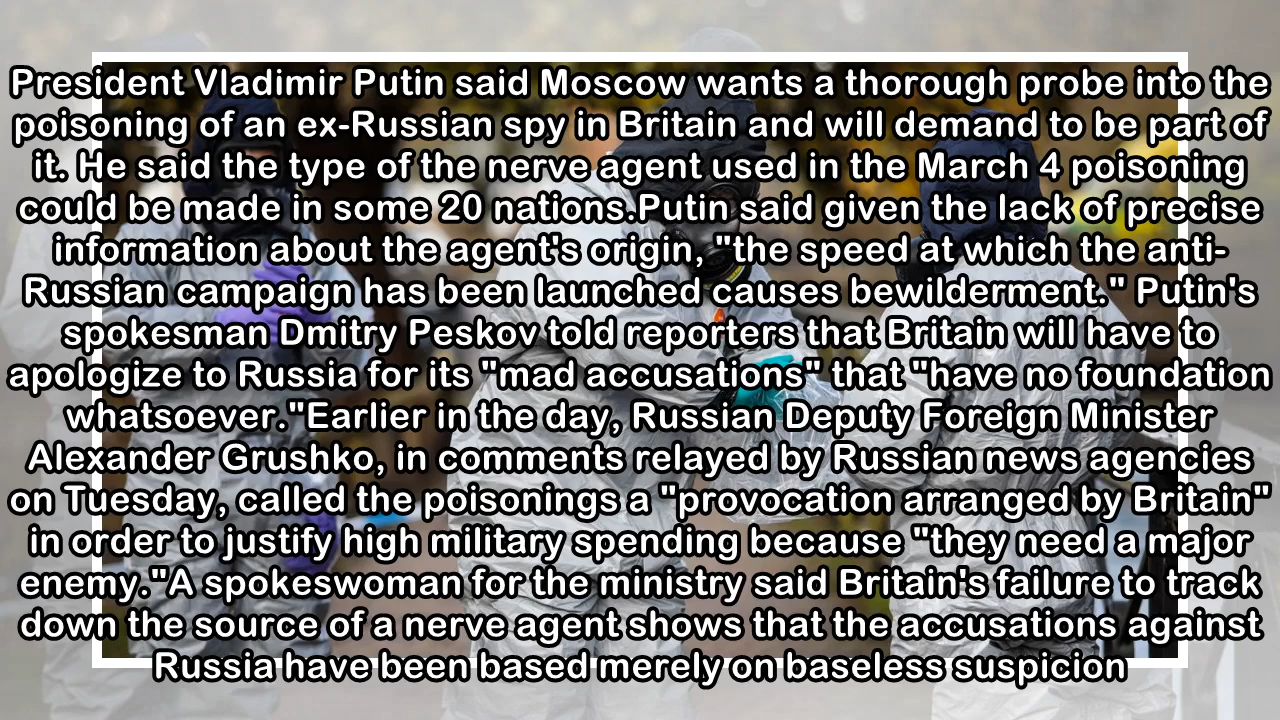 President Vladimir Putin said Moscow wants a thorough probe into the
poisoning of an ex-Russian spy in Britain and will demand to be part of
it. He said the type of the nerve agent used in the March 4 poisoning
could be made in some 20 nations.Putin said given the lack of precise
information about the agent's origin, "the speed at which the anti-
Russian campaign has been launched causes bewilderment." Putin's
spokesman Dmitry Peskov told reporters that Britain will have to
apologize to Russia for its "mad accusations" that "have no foundation
whatsoever."Earlier in the day, Russian Deputy Foreign Minister
Alexander Grushko, in comments relayed by Russian news agencies
on Tuesday, called the poisonings a "provocation arranged by Britain"
in order to justify high military spending because "they need a major
enemy."A spokeswoman for the ministry said Britain's failure to track
down the source of a nerve agent shows that the accusations against
Russia have been based merely on baseless suspicion